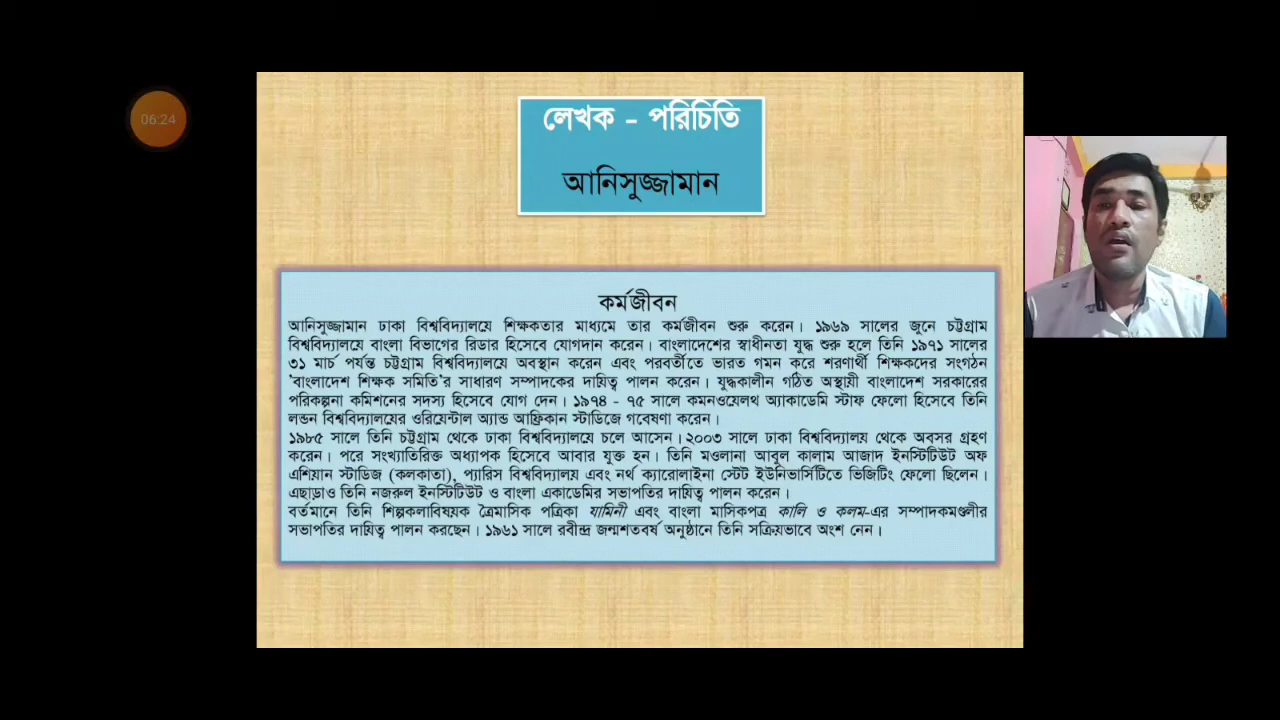 06:24
লেখক - পরিচিতি
আনিসুজ্জামান
কর্মজীবন
আনিসুজ্জামান ঢাকা বিশ্ববিদ্যালয়ে শিক্ষকতার মাধ্যমে তার কর্মজীবন শুরু করেন। ১৯৬৯ সালের জুনে চট্টগ্রাম
বিশ্ববিদ্যালয়ে বাংলা বিভাগের রিডার হিসেবে যোগদান করেন। বাংলাদেশের স্বাধীনতা যুদ্ধ শুরু হলে তিনি ১৯৭১ সালের
৩১ মার্চ পর্যন্ত চট্টগ্রাম বিশ্ববিদ্যালয়ে অবস্থান করেন এবং পরবর্তীতে ভারত গমন করে শরণার্থী শিক্ষকদের সংগঠন
'বাংলাদেশ শিক্ষক সমিতি'র সাধারণ সম্পাদকের দায়িত্ব পালন করেন। যুদ্ধকালীন গঠিত অস্থায়ী বাংলাদেশ সরকারের
পরিকল্পনা কমিশনের সদস্য হিসেবে যোগ দেন। ১৯৭৪ - ৭৫ সালে কমনওয়েলথ অ্যাকাডেমি স্টাফ ফেলো হিসেবে তিনি
লন্ডন বিশ্ববিদ্যালয়ের ওরিয়েন্টাল অ্যান্ড আফ্রিকান স্টাডিজে গবেষণা করেন।
১৯৮৫ সালে তিনি চট্টগ্রাম থেকে ঢাকা বিশ্ববিদ্যালয়ে চলে আসেন। ২০০৩ সালে ঢাকা বিশ্ববিদ্যালয় থেকে অবসর গ্রহণ
করেন। পরে সংখ্যাতিরিক্ত অধ্যাপক হিসেবে আবার যুক্ত হন। তিনি মওলানা আবুল কালাম আজাদ ইনস্টিটিউট অফ
এশিয়ান স্টাডিজ (কলকাতা), প্যারিস বিশ্ববিদ্যালয় এবং নর্থ ক্যারোলাইনা স্টেট ইউনিভার্সিটিতে ভিজিটিং ফেলো ছিলেন।
এছাড়াও তিনি নজরুল ইনস্টিটিউট ও বাংলা একাডেমির সভাপতির দায়িত্ব পালন করেন।
বর্তমানে তিনি শিল্পকলাবিষয়ক ত্রৈমাসিক পত্রিকা যামিনী এবং বাংলা মাসিকপত্র কালি ও কলম-এর সম্পাদকমণ্ডলীর
সভাপতির দায়িত্ব পালন করছেন। ১৯৬১ সালে রবীন্দ্র জন্মশতবর্ষ অনুষ্ঠানে তিনি সক্রিয়ভাবে অংশ নেন।